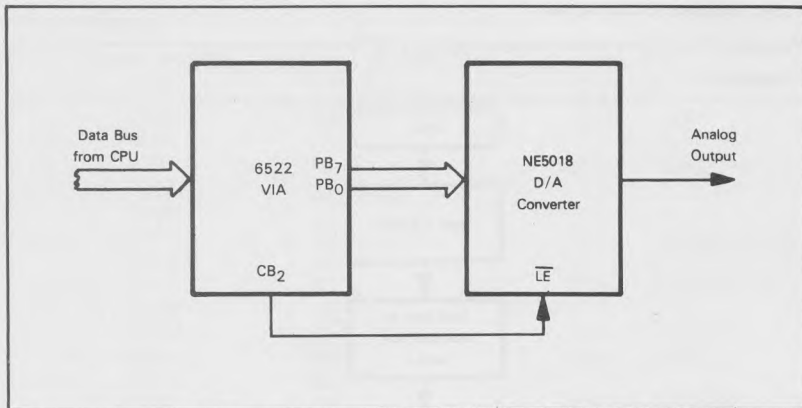 Data Bus
from CPU
6522
VIA
PB7
PB0
CB2
NE5018
D/A
Converter
LE
Analog
Output